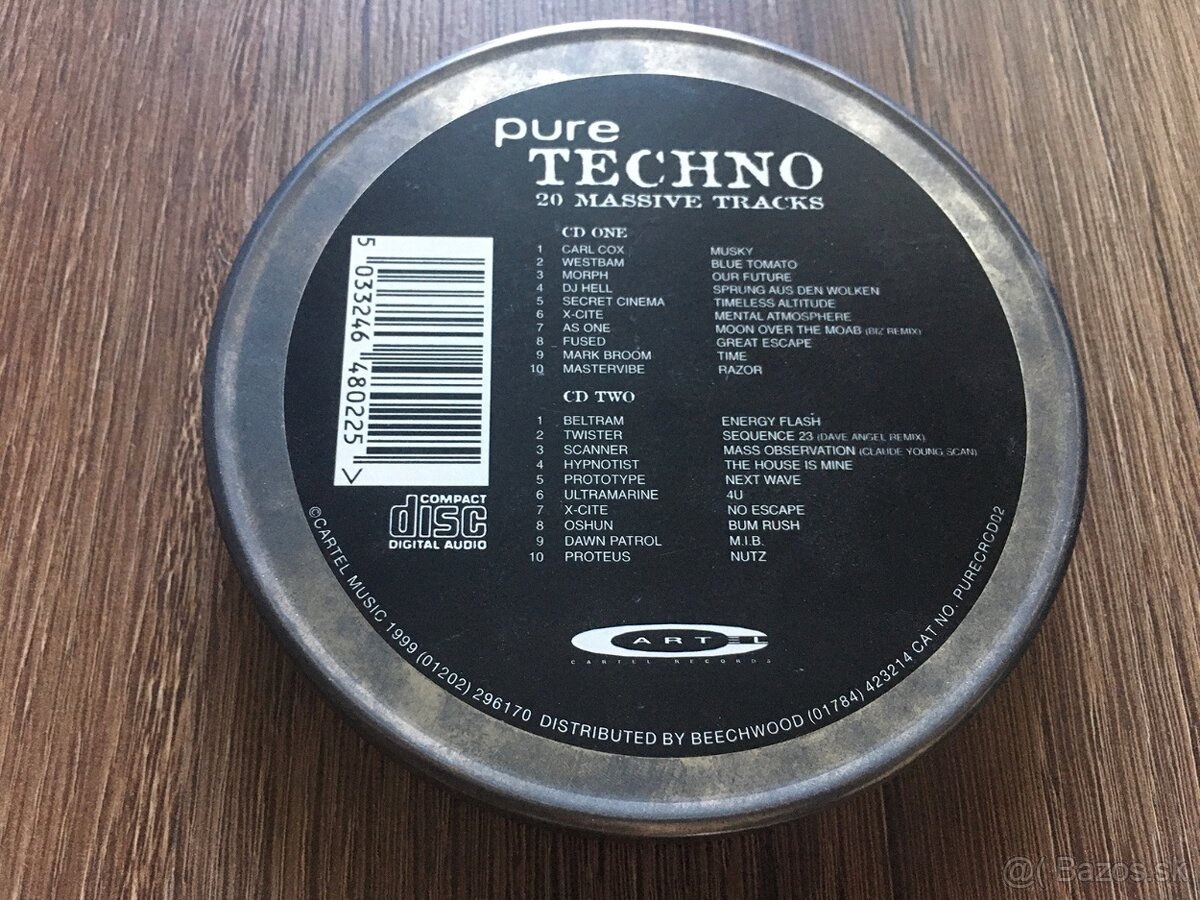 pure
TECHNO
20 MASSIVE TRACKS
CD ONE
1 CARL COX MUSKY
2 WESTBAM BLUE TOMATO
3 MORPH OUR FUTURE
4 DJ HELL SPRUNG AUS DEN WOLKEN
5 SECRET CINEMA TIMELESS ALTITUDE
6 X-CITE MENTAL ATMOSPHERE
7 AS ONE MOON OVER THE MOAB (BIZ REMIX)
8 FUSED GREAT ESCAPE
9 MARK BROOM TIME
10 MASTERVIBE RAZOR
CD TWO
1 BELTRAM ENERGY FLASH
2 TWISTER SEQUENCE 23 (DAVE ANGEL REMIX)
3 SCANNER MASS OBSERVATION (CLAUDE YOUNG SCAN)
4 HYPNOTIST THE HOUSE IS MINE
5 PROTOTYPE NEXT WAVE
6 ULTRAMARINE 4U
7 X-CITE NO ESCAPE
8 OSHUN BUM RUSH
9 DAWN PATROL M.I.B.
10 PROTEUS NUTZ
5 033246 480225 >
COMPACT
disc
DIGITAL AUDIO
CARTEL
CARTEL RECORDS
©CARTEL MUSIC 1999 (01202) 296170 DISTRIBUTED BY BEECHWOOD (01784) 423214 CAT NO. PURECRCD02
@( Bazos.sk